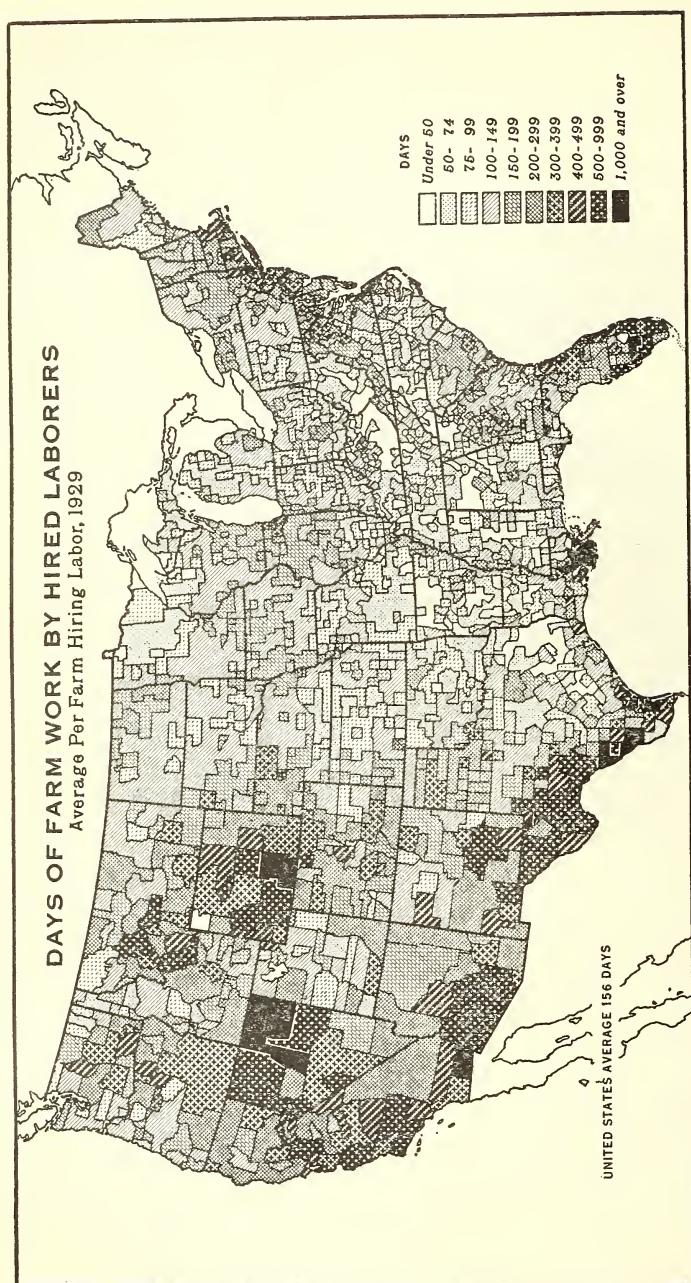 DAYS OF FARM WORK BY HIRED LABORERS
Average Per Farm Hiring Labor, 1929
DAYS
Under 50
50- 74
75- 99
100-149
150-199
200-299
300-399
400-499
500-999
1,000 and over
UNITED STATES AVERAGE 156 DAYS